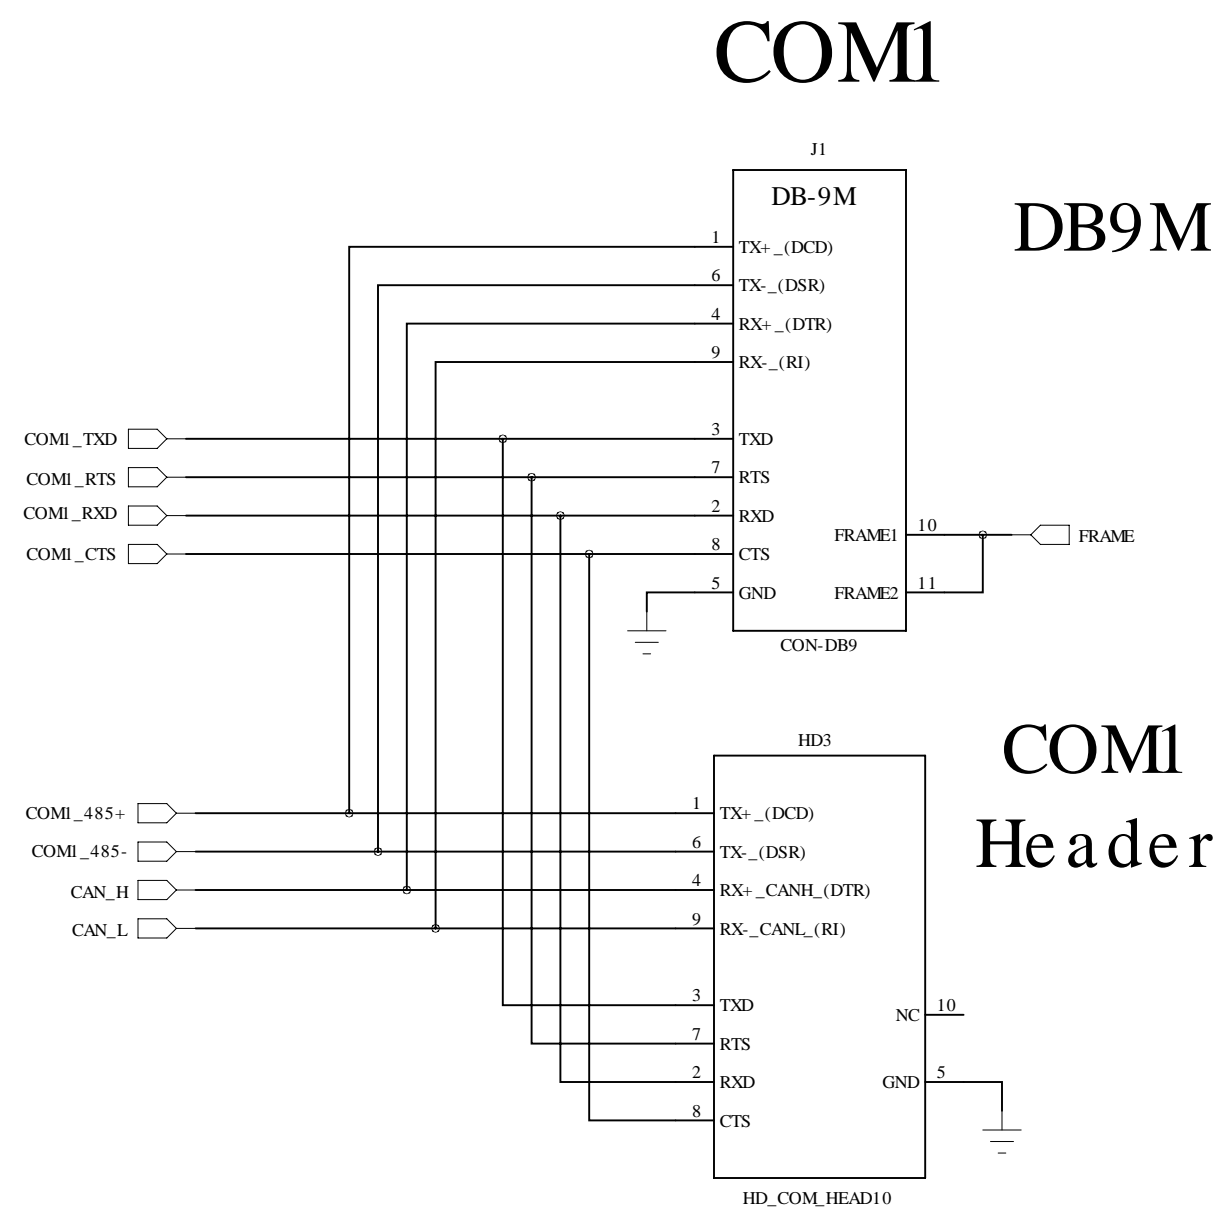 COM1
J1
DB-9M
DB9M
1 TX+_(DCD)
6 TX-_(DSR)
4 RX+_(DTR)
9 RX-_(RI)
COM1_TXD 3 TXD
COM1_RTS 7 RTS
COM1_RXD 2 RXD
FRAME1 10 FRAME
COM1_CTS 8 CTS
5 GND FRAME2 11
CON-DB9
HD3
COM1
Header
COM1_485+ 1 TX+_(DCD)
COM1_485- 6 TX-_(DSR)
CAN_H 4 RX+_CANH_(DTR)
CAN_L 9 RX-_CANL_(RI)
3 TXD
NC 10
7 RTS
2 RXD GND 5
8 CTS
HD_COM_HEAD10